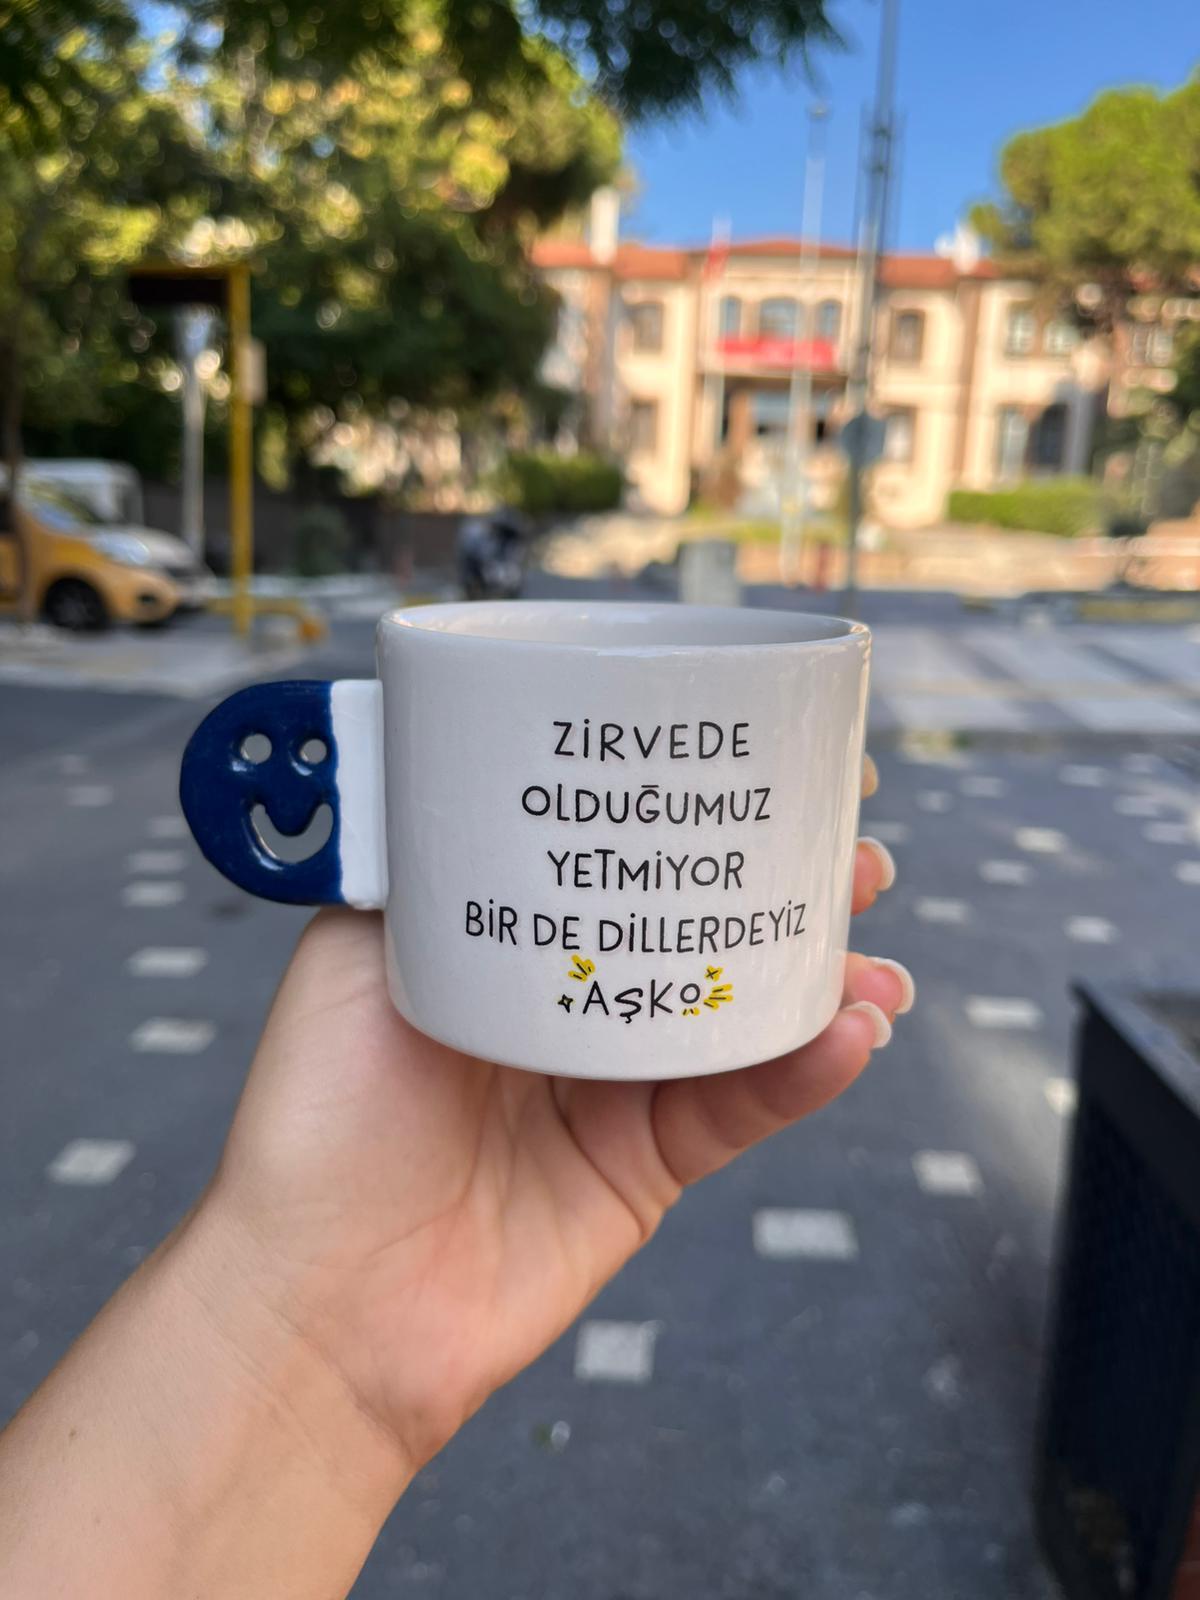 ZİRVEDE
OLDUĞUMUZ
YETMİYOR
BİR DE DİLLERDEYİZ
AŞKO